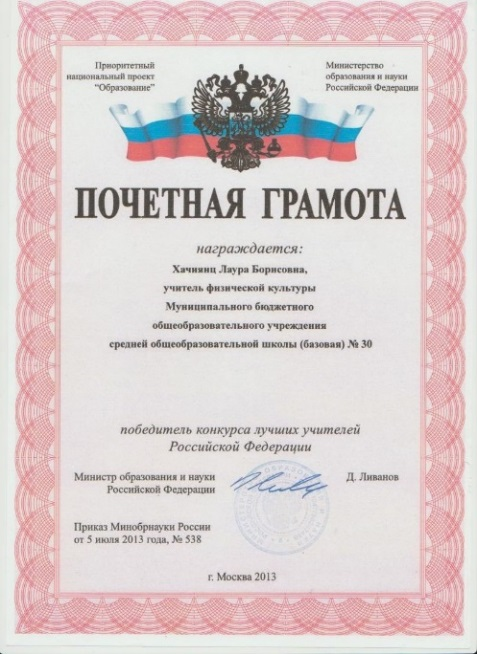 Приоритетный
национальный проект
"Образование"
Министерство
образования и науки
Российской Федерации
ПОЧЕТНАЯ ГРАМОТА
награждается:
Хачиянц Лаура Борисовна,
учитель физической культуры
Муниципального бюджетного
общеобразовательного учреждения
средней общеобразовательной школы (базовая) № 30
победитель конкурса лучших учителей
Российской Федерации
Министр образования и науки
Российской Федерации
Д. Ливанов
Приказ Минобрнауки России
от 5 июля 2013 года, № 538
г. Москва 2013